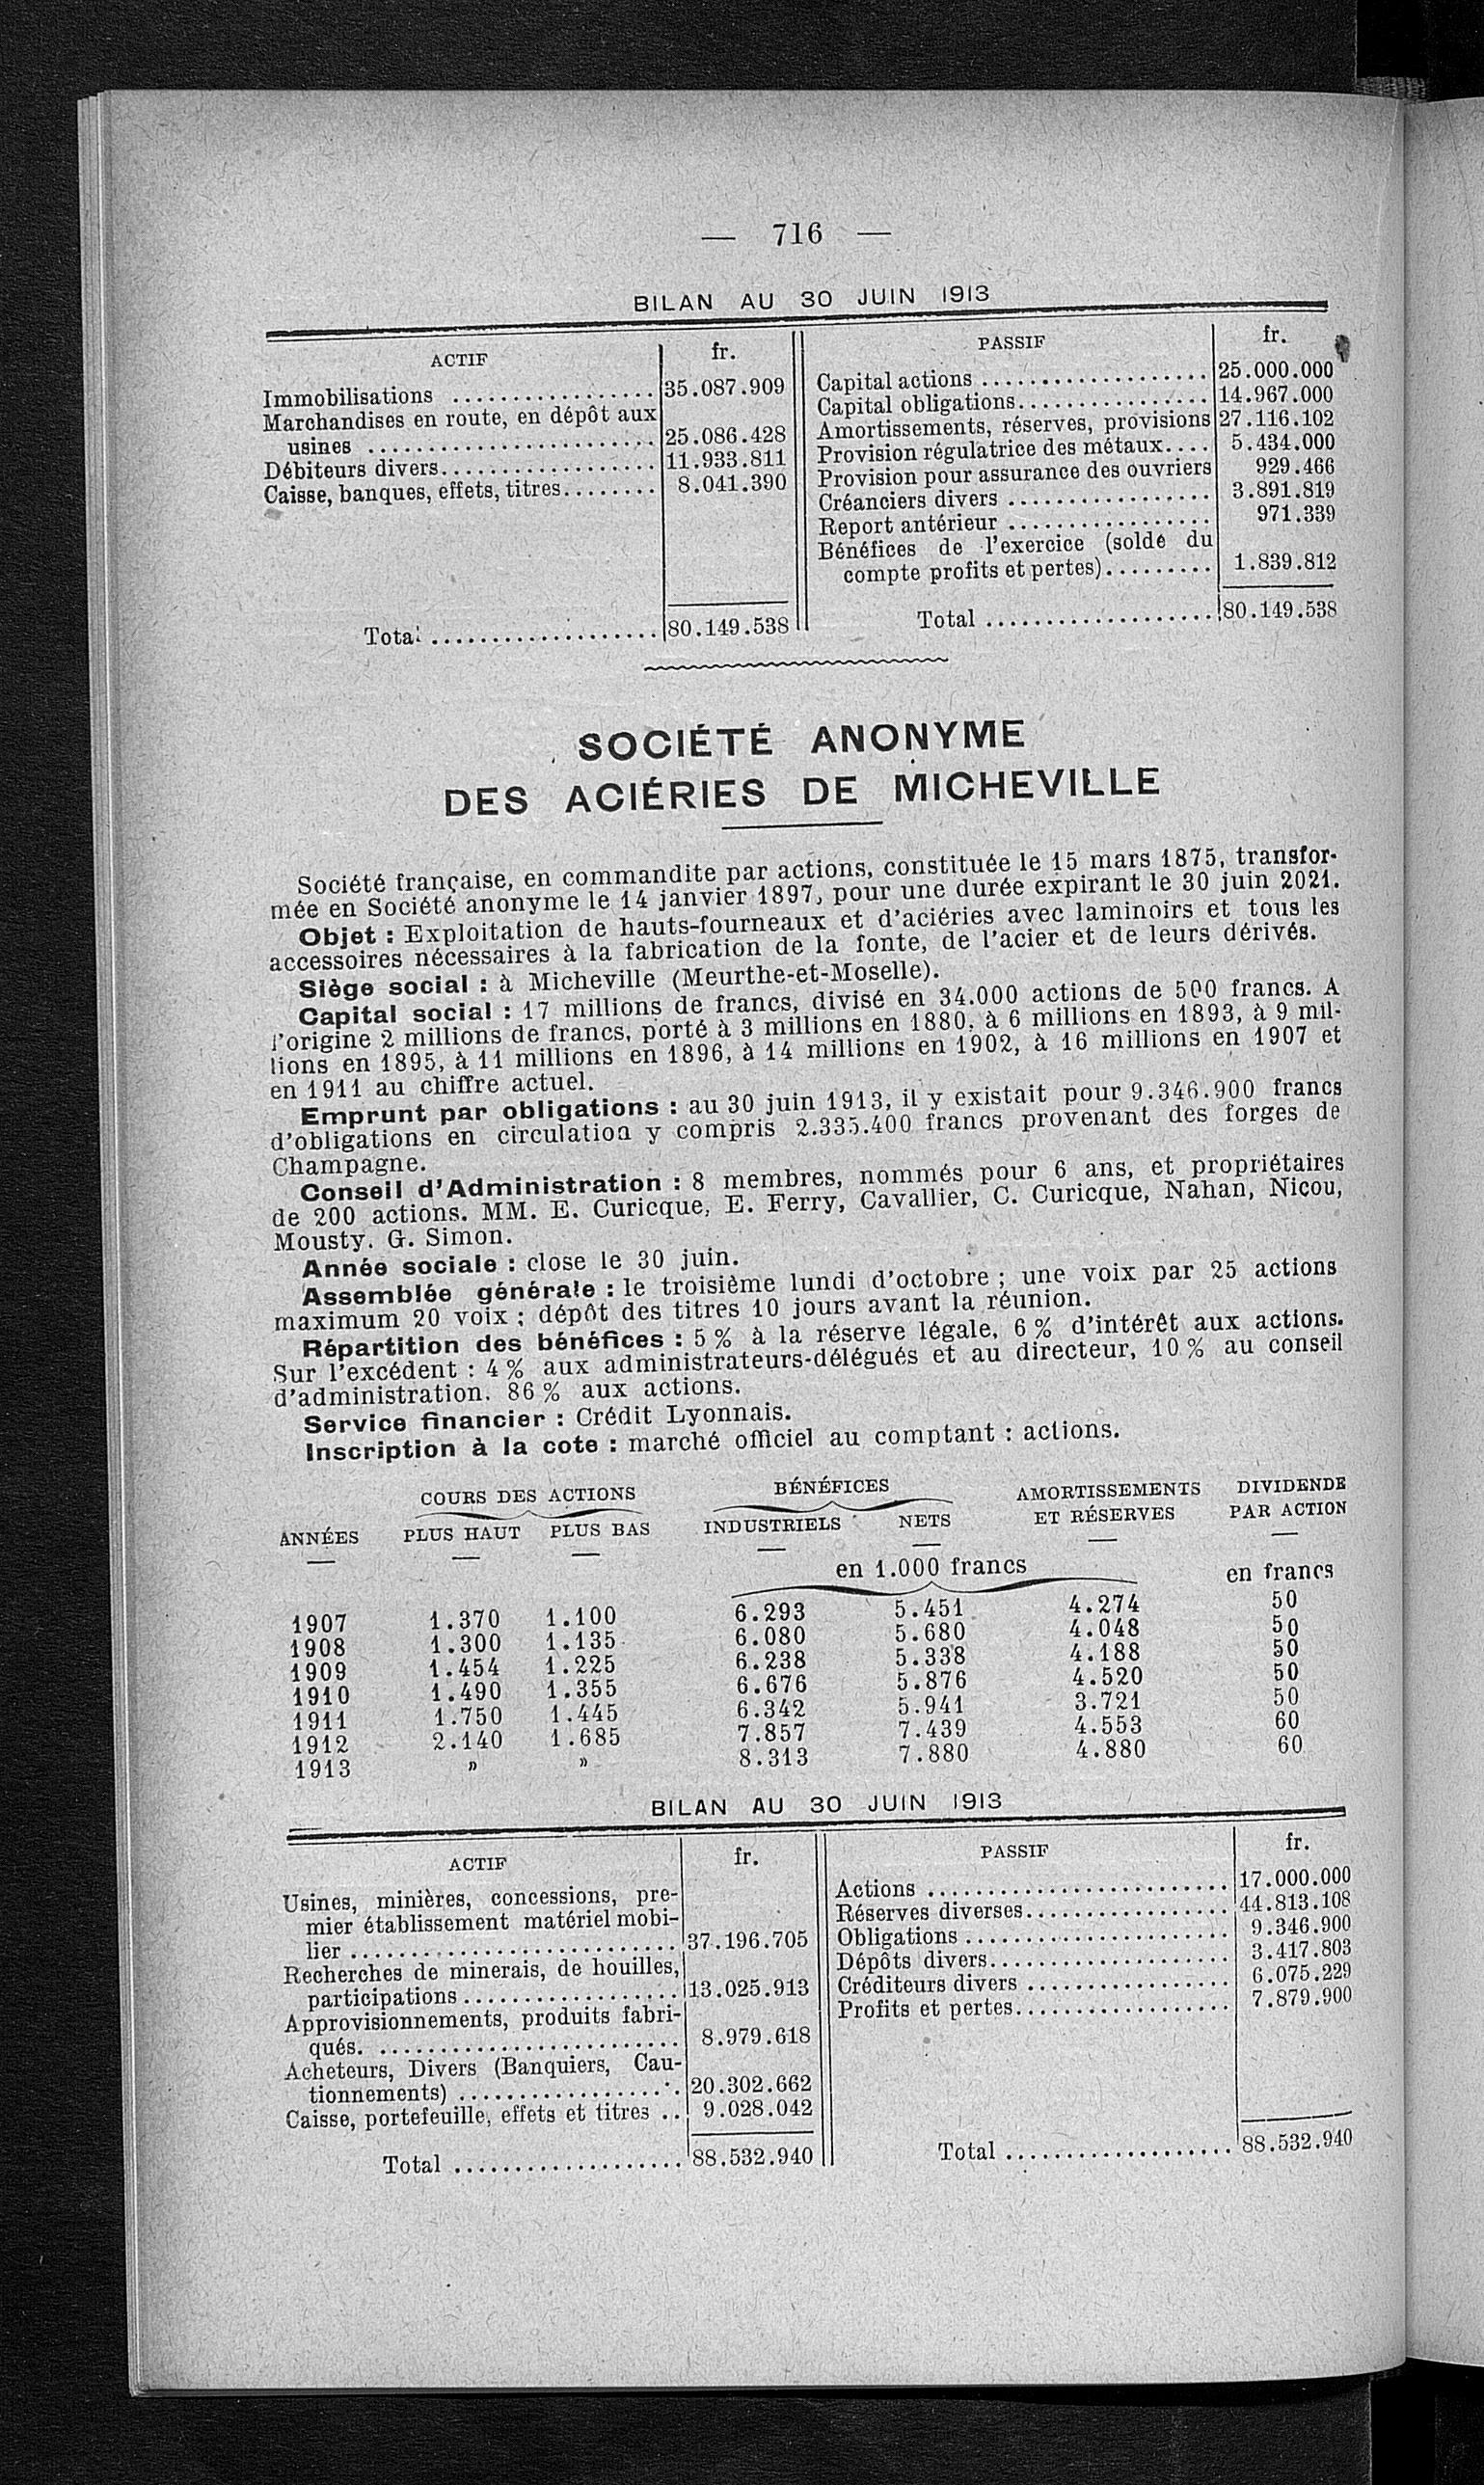 — 716 —
BILAN AU 30 JUIN 1913
ACTIF fr.
Immobilisations ................. 35.087.909
Marchandises en route, en dépôt aux
usines ........................ 25.086.428
Débiteurs divers.................. 11.933.811
Caisse, banques, effets, titres........ 8.041.390
Total ................... 80.149.538
PASSIF fr.
Capital actions ................... 25.000.000
Capital obligations................ 14.967.000
Amortissements, réserves, provisions 27.116.102
Provision régulatrice des métaux.... 5.434.000
Provision pour assurance des ouvriers 929.466
Créanciers divers ................. 3.891.819
Report antérieur ................. 971.339
Bénéfices de l'exercice (solde du
compte profits et pertes)......... 1.839.812
Total ................... 80.149.538
SOCIÉTÉ ANONYME
DES ACIÉRIES DE MICHEVILLE
Société française, en commandite par actions, constituée le 15 mars 1875, transfor-
mée en Société anonyme le 14 janvier 1897, pour une durée expirant le 30 juin 2021.
Objet : Exploitation de hauts-fourneaux et d'aciéries avec laminoirs et tous les
accessoires nécessaires à la fabrication de la fonte, de l'acier et de leurs dérivés.
Siège social : à Micheville (Meurthe-et-Moselle).
Capital social : 17 millions de francs, divisé en 34.000 actions de 500 francs. A
l'origine 2 millions de francs, porté à 3 millions en 1880, à 6 millions en 1893, à 9 mil-
lions en 1895, à 11 millions en 1896, à 14 millions en 1902, à 16 millions en 1907 et
en 1911 au chiffre actuel.
Emprunt par obligations : au 30 juin 1913, il y existait pour 9.346.900 francs
d'obligations en circulation y compris 2.335.400 francs provenant des forges de
Champagne.
Conseil d'Administration : 8 membres, nommés pour 6 ans, et propriétaires
de 200 actions. MM. E. Curicque, E. Ferry, Cavallier, C. Curicque, Nahan, Nicou,
Mousty. G. Simon.
Année sociale : close le 30 juin.
Assemblée générale : le troisième lundi d'octobre ; une voix par 25 actions
maximum 20 voix ; dépôt des titres 10 jours avant la réunion.
Répartition des bénéfices : 5 % à la réserve légale, 6 % d'intérêt aux actions.
Sur l'excédent : 4 % aux administrateurs-délégués et au directeur, 10 % au conseil
d'administration. 86 % aux actions.
Service financier : Crédit Lyonnais.
Inscription à la cote : marché officiel au comptant : actions.
COURS DES ACTIONS BÉNÉFICES AMORTISSEMENTS DIVIDENDE
ANNÉES PLUS HAUT PLUS BAS INDUSTRIELS NETS ET RÉSERVES PAR ACTION
en 1.000 francs en francs
1907 1.370 1.100 6.293 5.451 4.274 50
1908 1.300 1.135 6.080 5.680 4.048 50
1909 1.454 1.225 6.238 5.338 4.188 50
1910 1.490 1.355 6.676 5.876 4.520 50
1911 1.750 1.445 6.342 5.941 3.721 50
1912 2.140 1.685 7.857 7.439 4.553 60
1913 » » 8.313 7.880 4.880 60
BILAN AU 30 JUIN 1913
ACTIF fr.
Usines, minières, concessions, pre-
mier établissement matériel mobi-
lier ............................ 37.196.705
Recherches de minerais, de houilles,
participations .................. 13.025.913
Approvisionnements, produits fabri-
qués. .......................... 8.979.618
Acheteurs, Divers (Banquiers, Cau-
tionnements) ................... 20.302.662
Caisse, portefeuille, effets et titres .. 9.028.042
Total ................... 88.532.940
PASSIF fr.
Actions ......................... 17.000.000
Réserves diverses................. 44.813.108
Obligations ...................... 9.346.900
Dépôts divers.................... 3.417.803
Créditeurs divers ................. 6.075.229
Profits et pertes.................. 7.879.900
Total ................... 88.532.940